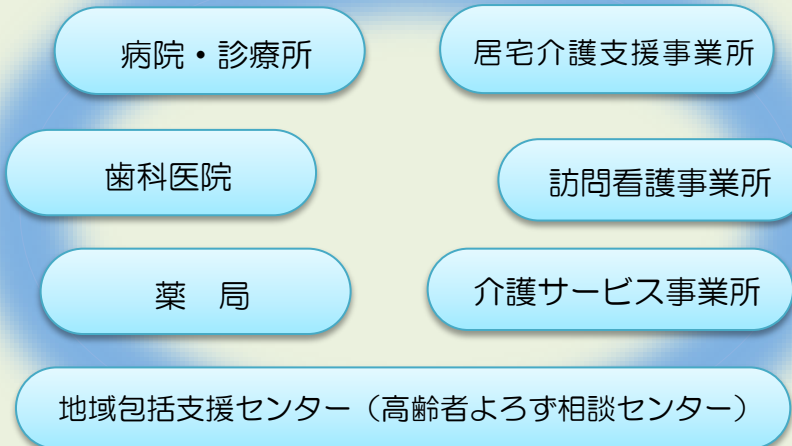 病院・診療所
居宅介護支援事業所
歯科医院
訪問看護事業所
薬　局
介護サービス事業所
地域包括支援センター（高齢者よろず相談センター）